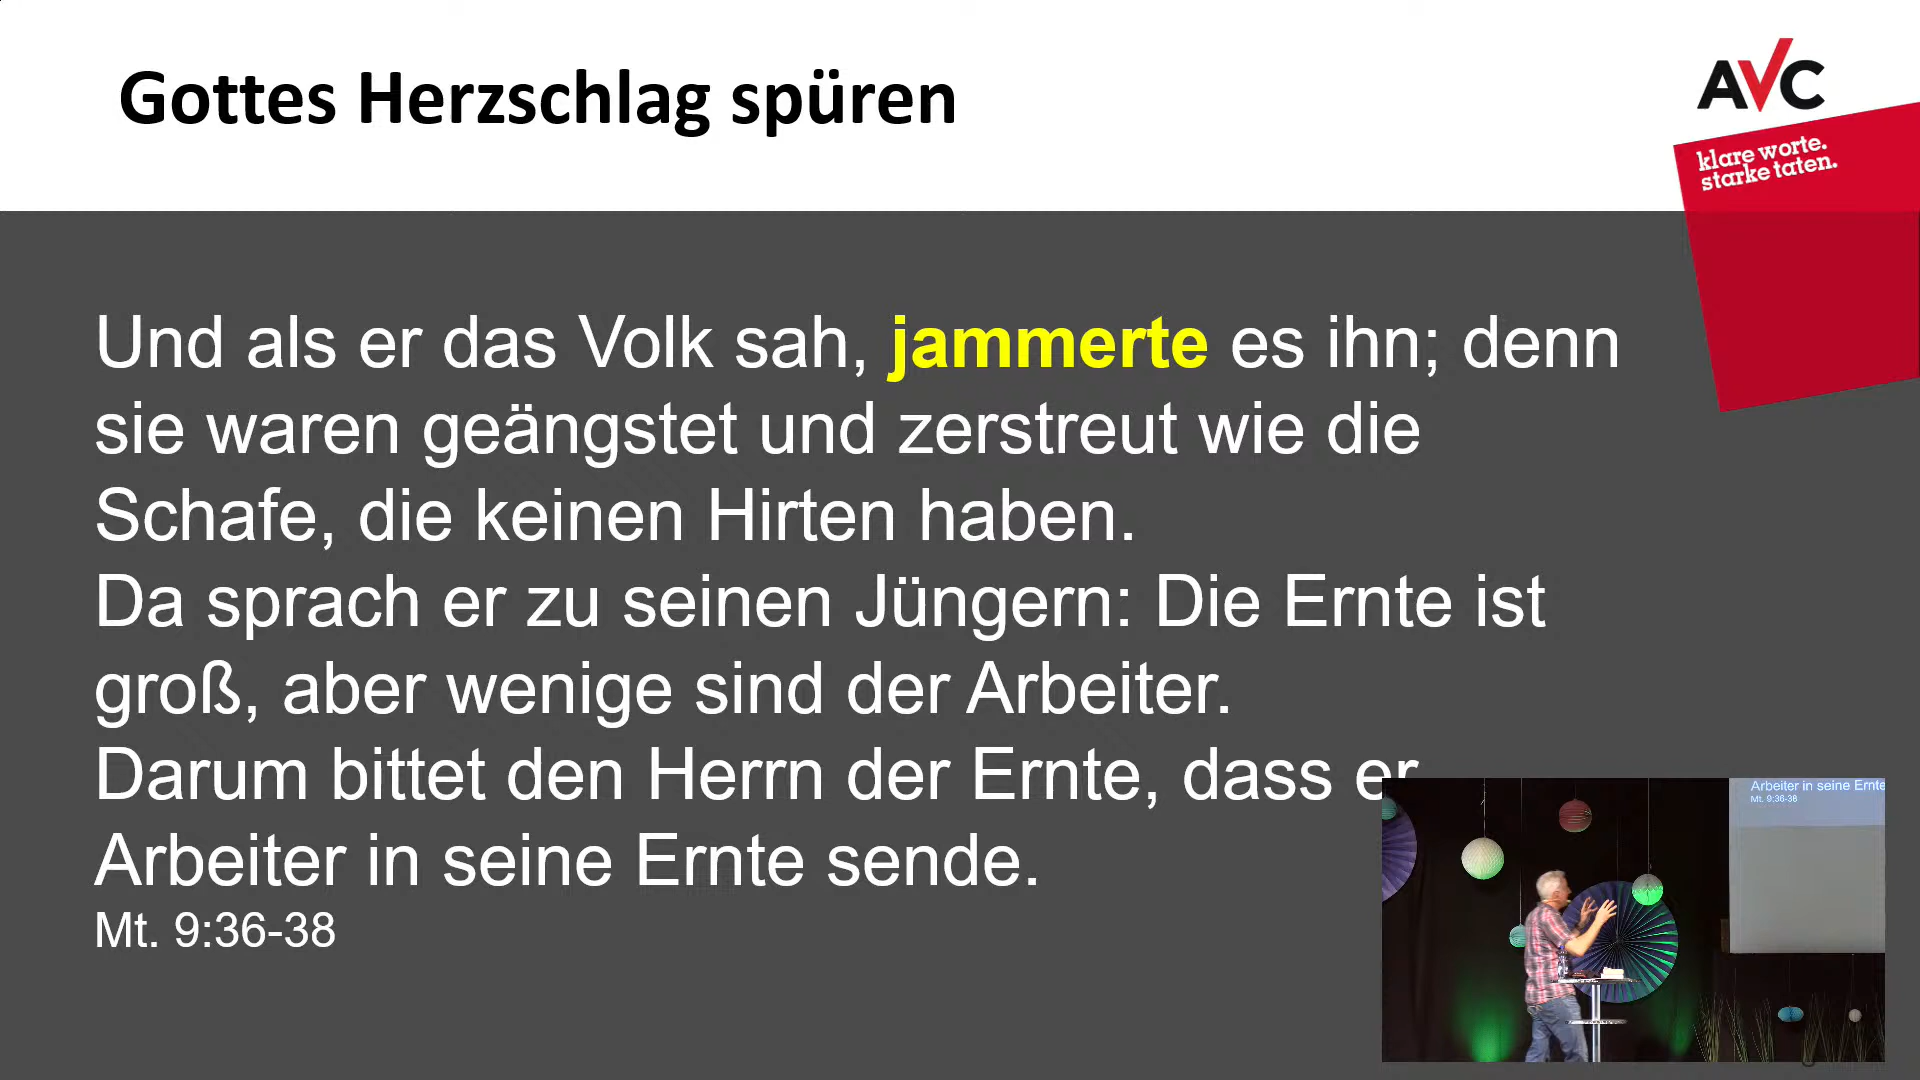 Gottes Herzschlag spüren
AVC
klare worte.
starke taten.
Und als er das Volk sah, jammerte es ihn; denn
sie waren geängstet und zerstreut wie die
Schafe, die keinen Hirten haben.
Da sprach er zu seinen Jüngern: Die Ernte ist
groß, aber wenige sind der Arbeiter.
Darum bittet den Herrn der Ernte, dass er
Arbeiter in seine Ernte sende.
Mt. 9:36-38
Arbeiter in seine Ernte
Mt. 9:36-38